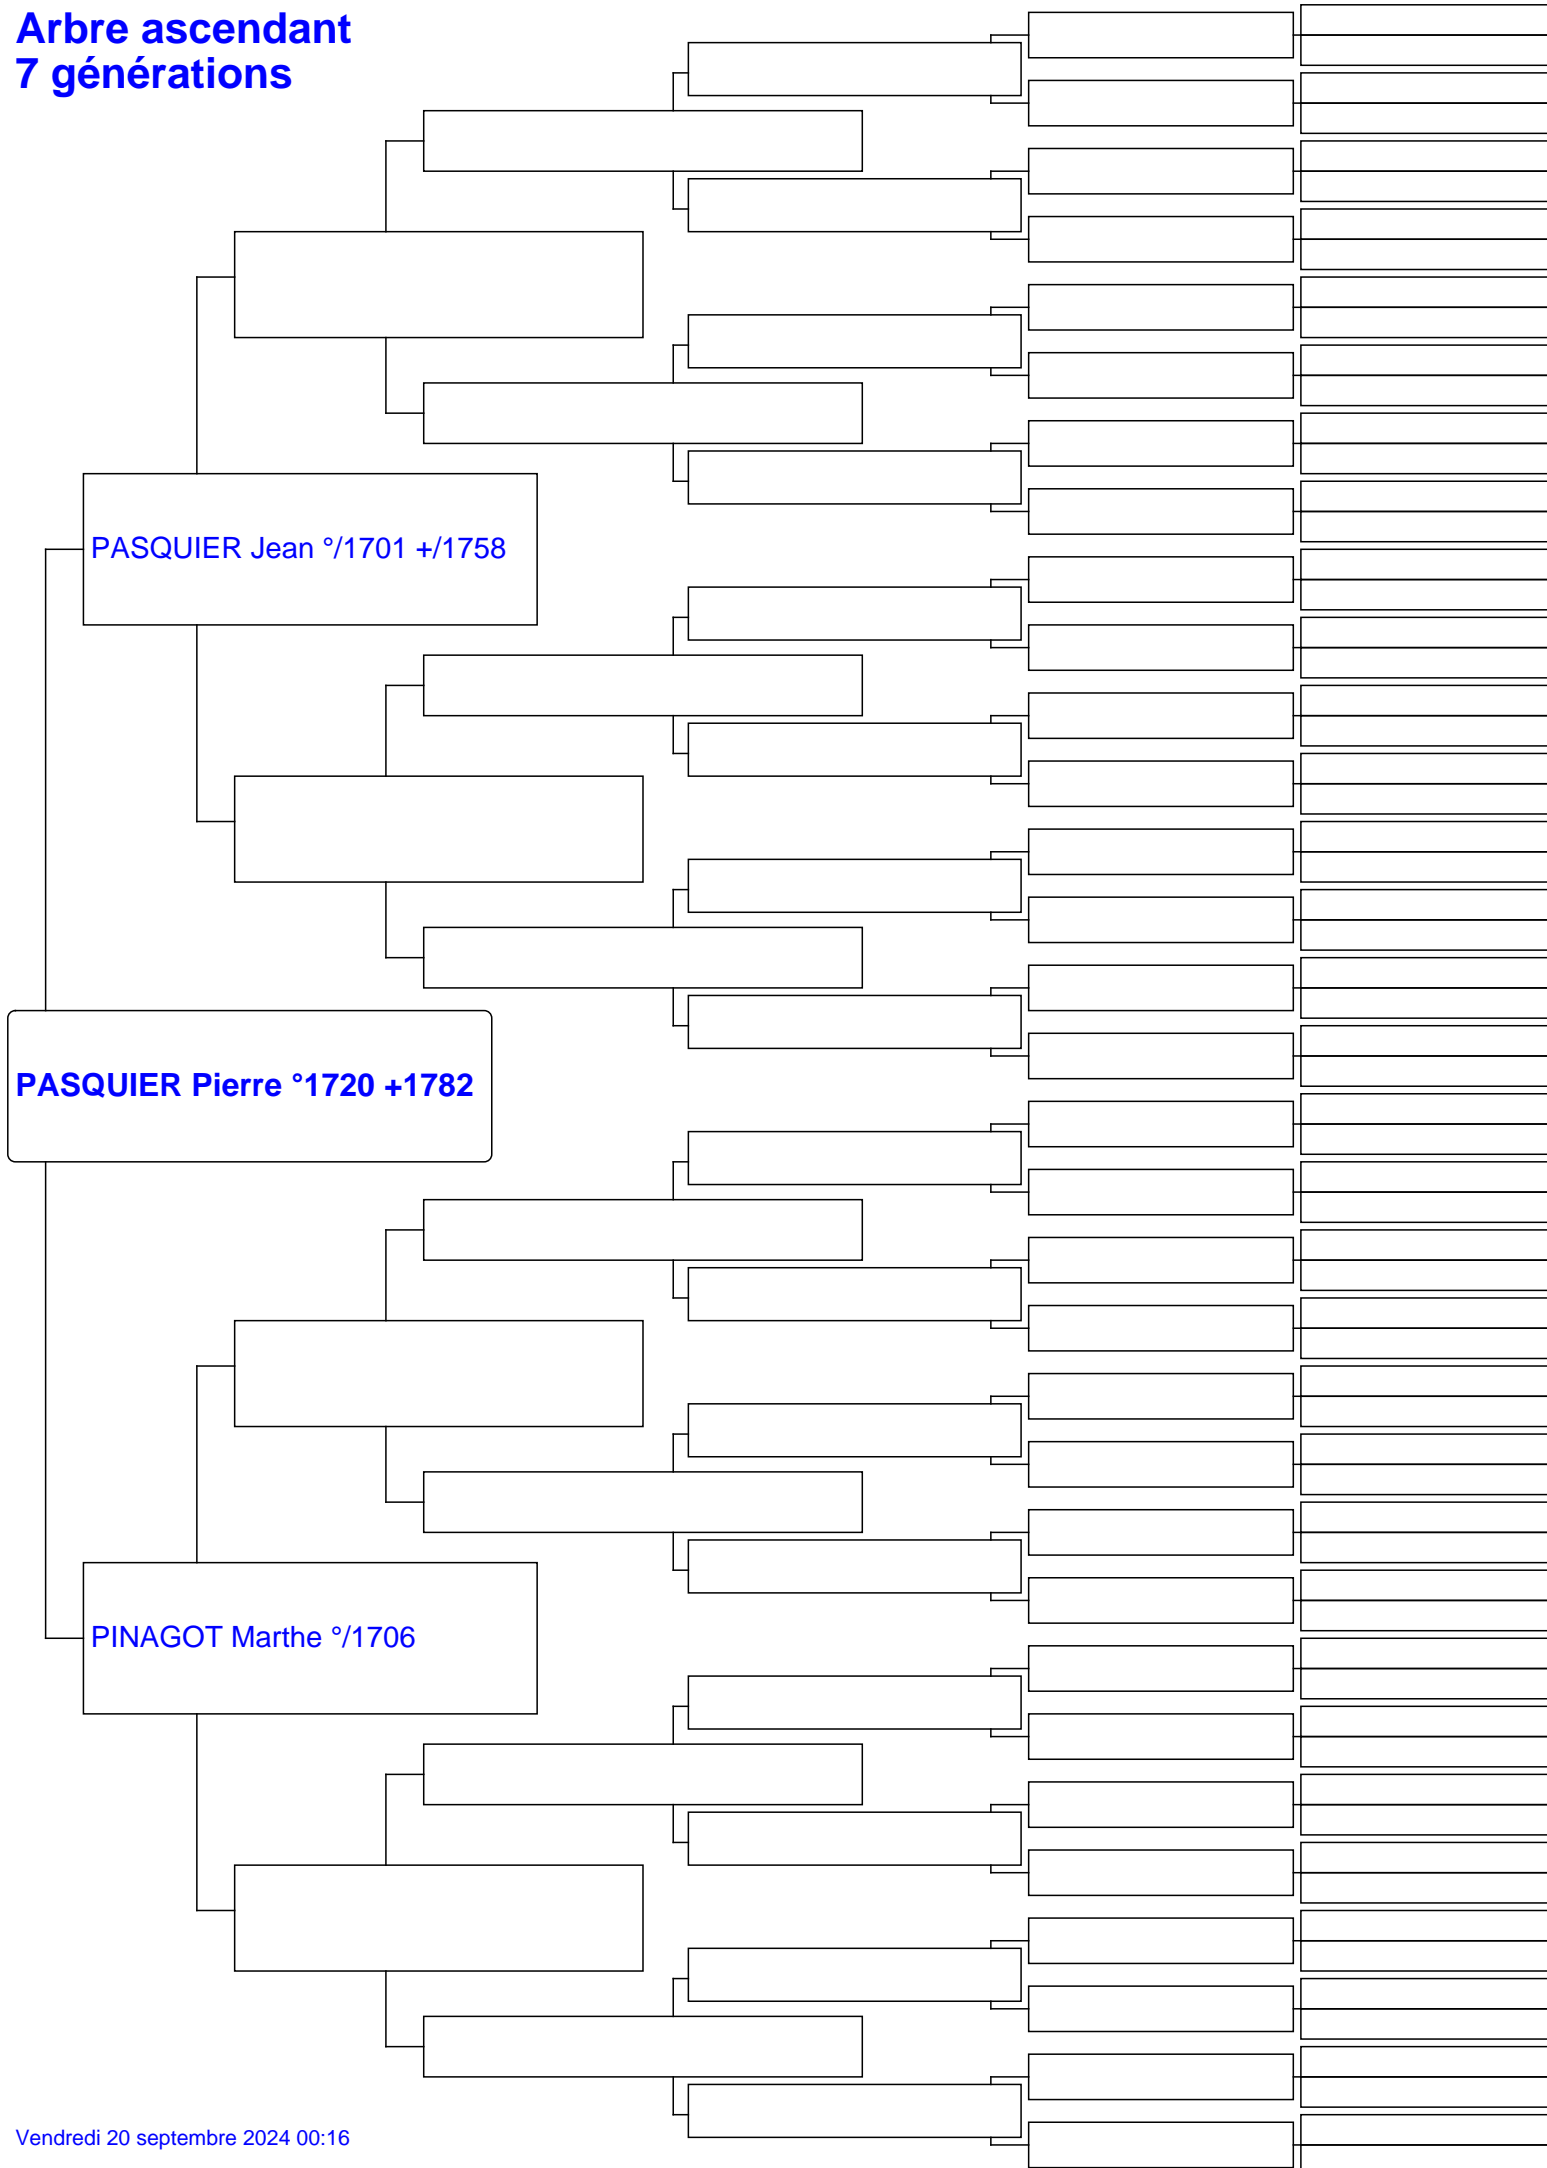 Arbre ascendant
7 générations
PASQUIER Jean °/1701 +/1758
PASQUIER Pierre °1720 +1782
PINAGOT Marthe °/1706
Vendredi 20 septembre 2024 00:16